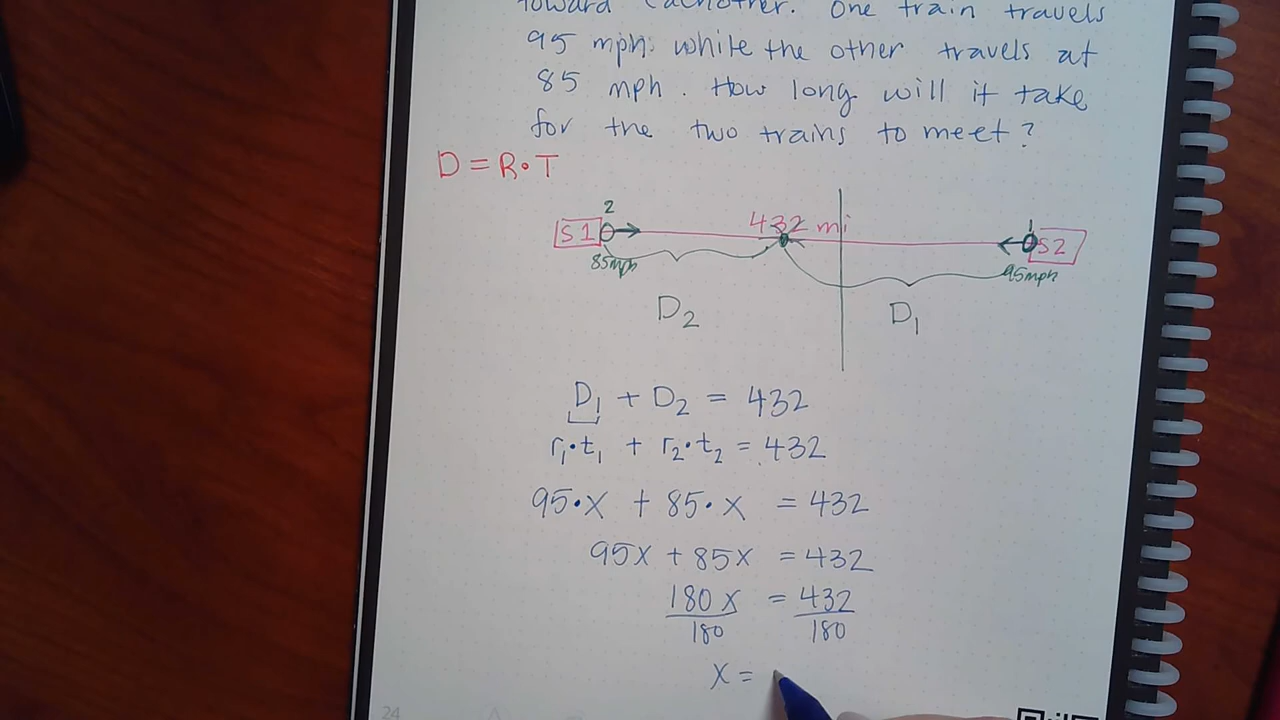 toward eachother. One train travels
95 mph. while the other travels at
85 mph. How long will it take
for the two trains to meet?
D = R•T
2
S1
432 mi
1
S2
85mph
95mph
D2
D1
D1 + D2 = 432
r1•t1 + r2•t2 = 432
95•X + 85•X = 432
95X + 85X = 432
180X = 432
180 180
X =
24